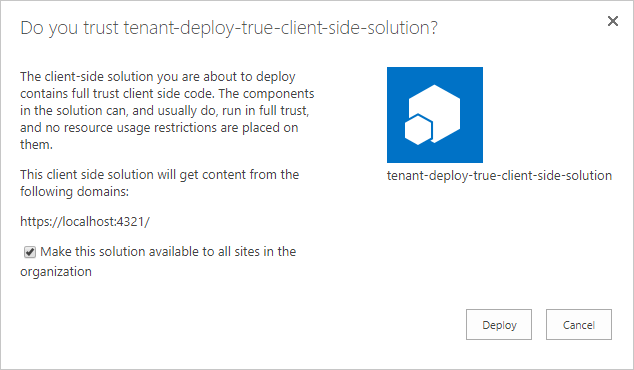 Do you trust tenant-deploy-true-client-side-solution?
The client-side solution you are about to deploy
contains full trust client side code. The components
in the solution can, and usually do, run in full trust,
and no resource usage restrictions are placed on
them.
This client side solution will get content from the
following domains:
https://localhost:4321/
Make this solution available to all sites in the
organization
tenant-deploy-true-client-side-solution
Deploy
Cancel